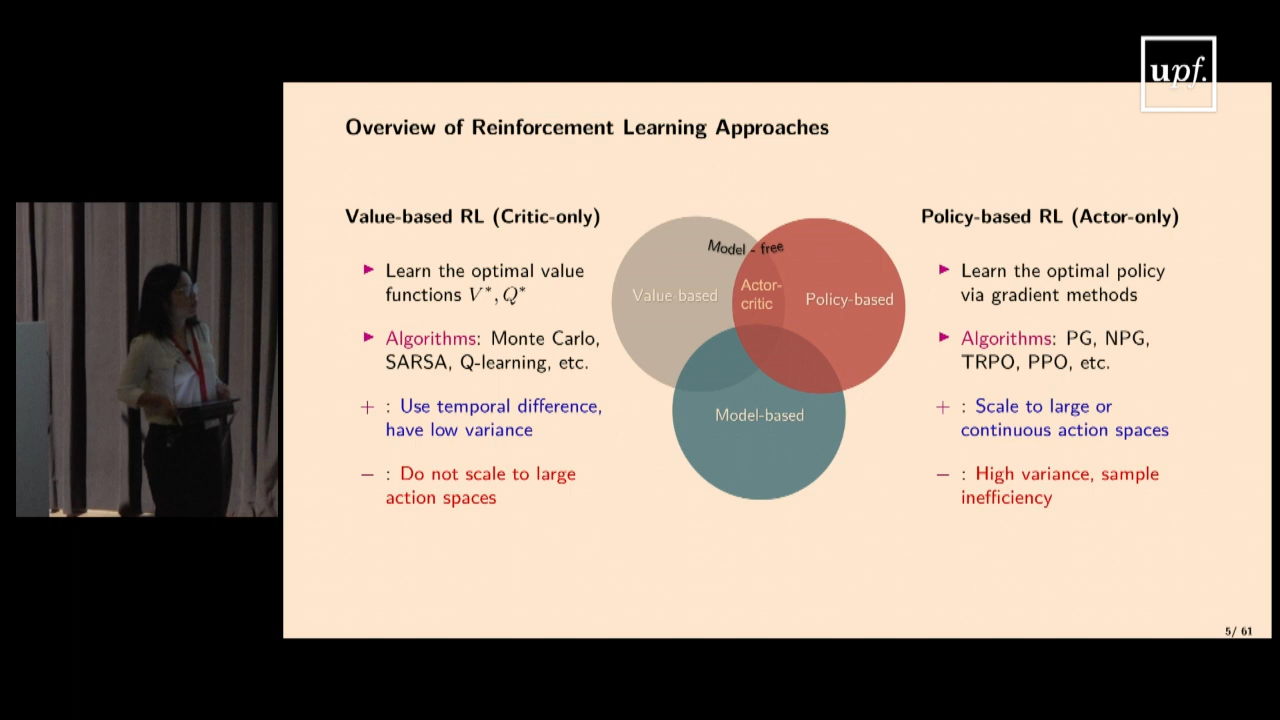 upf.
Overview of Reinforcement Learning Approaches
Value-based RL (Critic-only)
► Learn the optimal value
functions V*, Q*
► Algorithms: Monte Carlo,
SARSA, Q-learning, etc.
+ : Use temporal difference,
have low variance
− : Do not scale to large
action spaces
Model - free
Value-based
Actor-
critic
Policy-based
Model-based
Policy-based RL (Actor-only)
► Learn the optimal policy
via gradient methods
► Algorithms: PG, NPG,
TRPO, PPO, etc.
+ : Scale to large or
continuous action spaces
− : High variance, sample
inefficiency
5/ 61